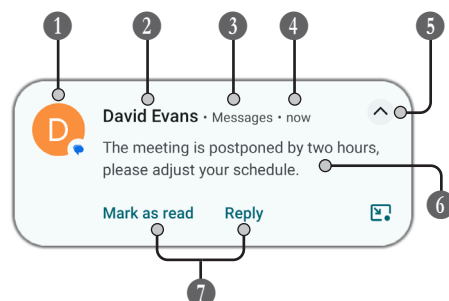 1 2 3 4 5
D
David Evans • Messages • now
The meeting is postponed by two hours,
please adjust your schedule.
6
Mark as read Reply
7